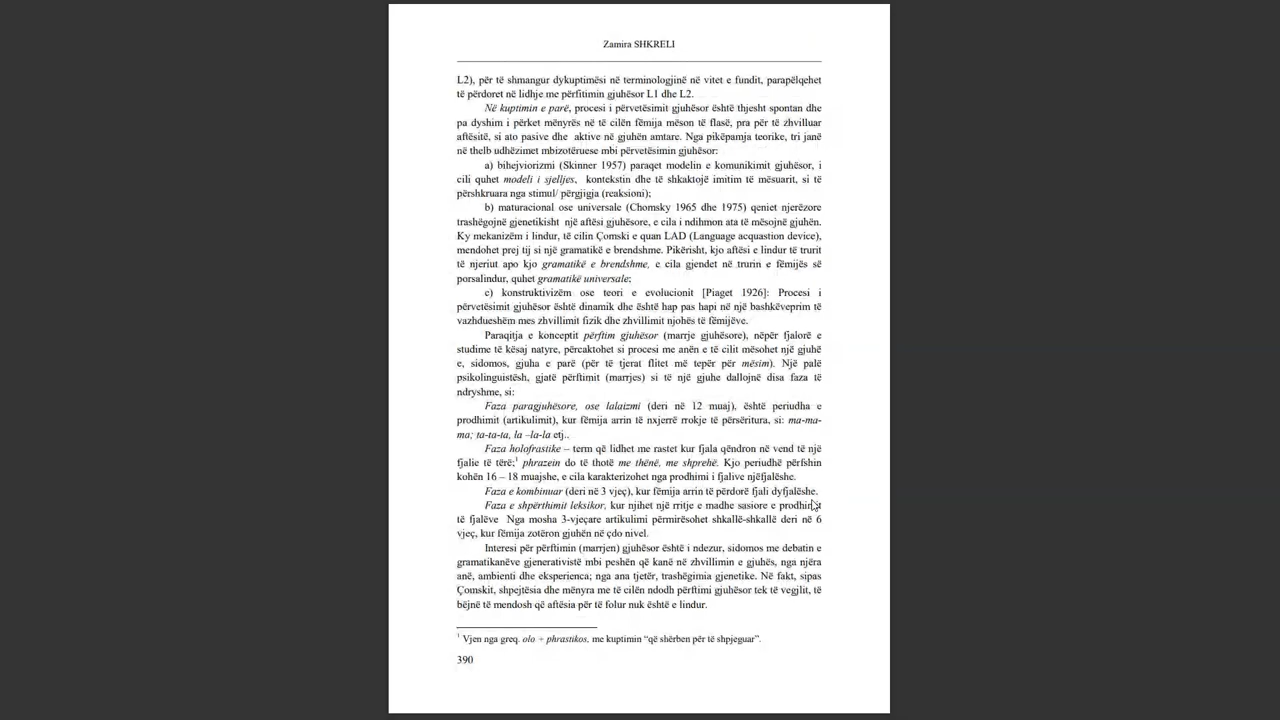 Zamira SHKRELI
L2), për të shmangur dykuptimësi në terminologjinë në vitet e fundit, parapëlqehet
të përdoret në lidhje me përfitimin gjuhësor L1 dhe L2.
Në kuptimin e parë, procesi i përvetësimit gjuhësor është thjesht spontan dhe
pa dyshim i përket mënyrës në të cilën fëmija mëson të flasë, pra për të zhvilluar
aftësitë, si ato pasive dhe aktive në gjuhën amtare. Nga pikëpamja teorike, tri janë
në thelb udhëzimet mbizotëruese mbi përvetësimin gjuhësor:
a) bihejviorizmi (Skinner 1957) paraqet modelin e komunikimit gjuhësor, i
cili quhet modeli i sjelljes, kontekstin dhe të shkaktojë imitim të mësuarit, si të
përshkruara nga stimul/ përgjigja (reaksioni);
b) maturacional ose universale (Chomsky 1965 dhe 1975) qeniet njerëzore
trashëgojnë gjenetikisht një aftësi gjuhësore, e cila i ndihmon ata të mësojnë gjuhën.
Ky mekanizëm i lindur, të cilin Çomski e quan LAD (Language acquastion device),
mendohet prej tij si një gramatikë e brendshme. Pikërisht, kjo aftësi e lindur të trurit
të njeriut apo kjo gramatikë e brendshme, e cila gjendet në trurin e fëmijës së
porsalindur, quhet gramatikë universale;
c) konstruktivizëm ose teori e evolucionit [Piaget 1926]: Procesi i
përvetësimit gjuhësor është dinamik dhe është hap pas hapi në një bashkëveprim të
vazhdueshëm mes zhvillimit fizik dhe zhvillimit njohës të fëmijëve.
Paraqitja e konceptit përftim gjuhësor (marrje gjuhësore), nëpër fjalorë e
studime të kësaj natyre, përcaktohet si procesi me anën e të cilit mësohet një gjuhë
e, sidomos, gjuha e parë (për të tjerat flitet më tepër për mësim). Një palë
psikolinguistësh, gjatë përftimit (marrjes) si të një gjuhe dallojnë disa faza të
ndryshme, si:
Faza paragjuhësore, ose lalaizmi (deri në 12 muaj), është periudha e
prodhimit (artikulimit), kur fëmija arrin të nxjerrë rrokje të përsëritura, si: ma-ma-
ma; ta-ta-ta, la –la-la etj..
Faza holofrastike – term që lidhet me rastet kur fjala qëndron në vend të një
fjalie të tërë;1 phrazein do të thotë me thënë, me shprehë. Kjo periudhë përfshin
kohën 16 – 18 muajshe, e cila karakterizohet nga prodhimi i fjalive njëfjalëshe.
Faza e kombinuar (deri në 3 vjeç), kur fëmija arrin të përdorë fjali dyfjalëshe.
Faza e shpërthimit leksikor, kur njihet një rritje e madhe sasiore e prodhimit
të fjalëve Nga mosha 3-vjeçare artikulimi përmirësohet shkallë-shkallë deri në 6
vjeç, kur fëmija zotëron gjuhën në çdo nivel.
Interesi për përftimin (marrjen) gjuhësor është i ndezur, sidomos me debatin e
gramatikanëve gjenerativistë mbi peshën që kanë në zhvillimin e gjuhës, nga njëra
anë, ambienti dhe eksperienca; nga ana tjetër, trashëgimia gjenetike. Në fakt, sipas
Çomskit, shpejtësia dhe mënyra me të cilën ndodh përftimi gjuhësor tek të vegjlit, të
bëjnë të mendosh që aftësia për të folur nuk është e lindur.
1 Vjen nga greq. olo + phrastikos, me kuptimin “që shërben për të shpjeguar”.
390